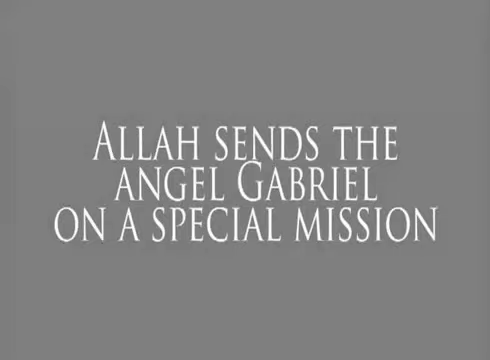 Allah sends the
angel Gabriel
on a special mission